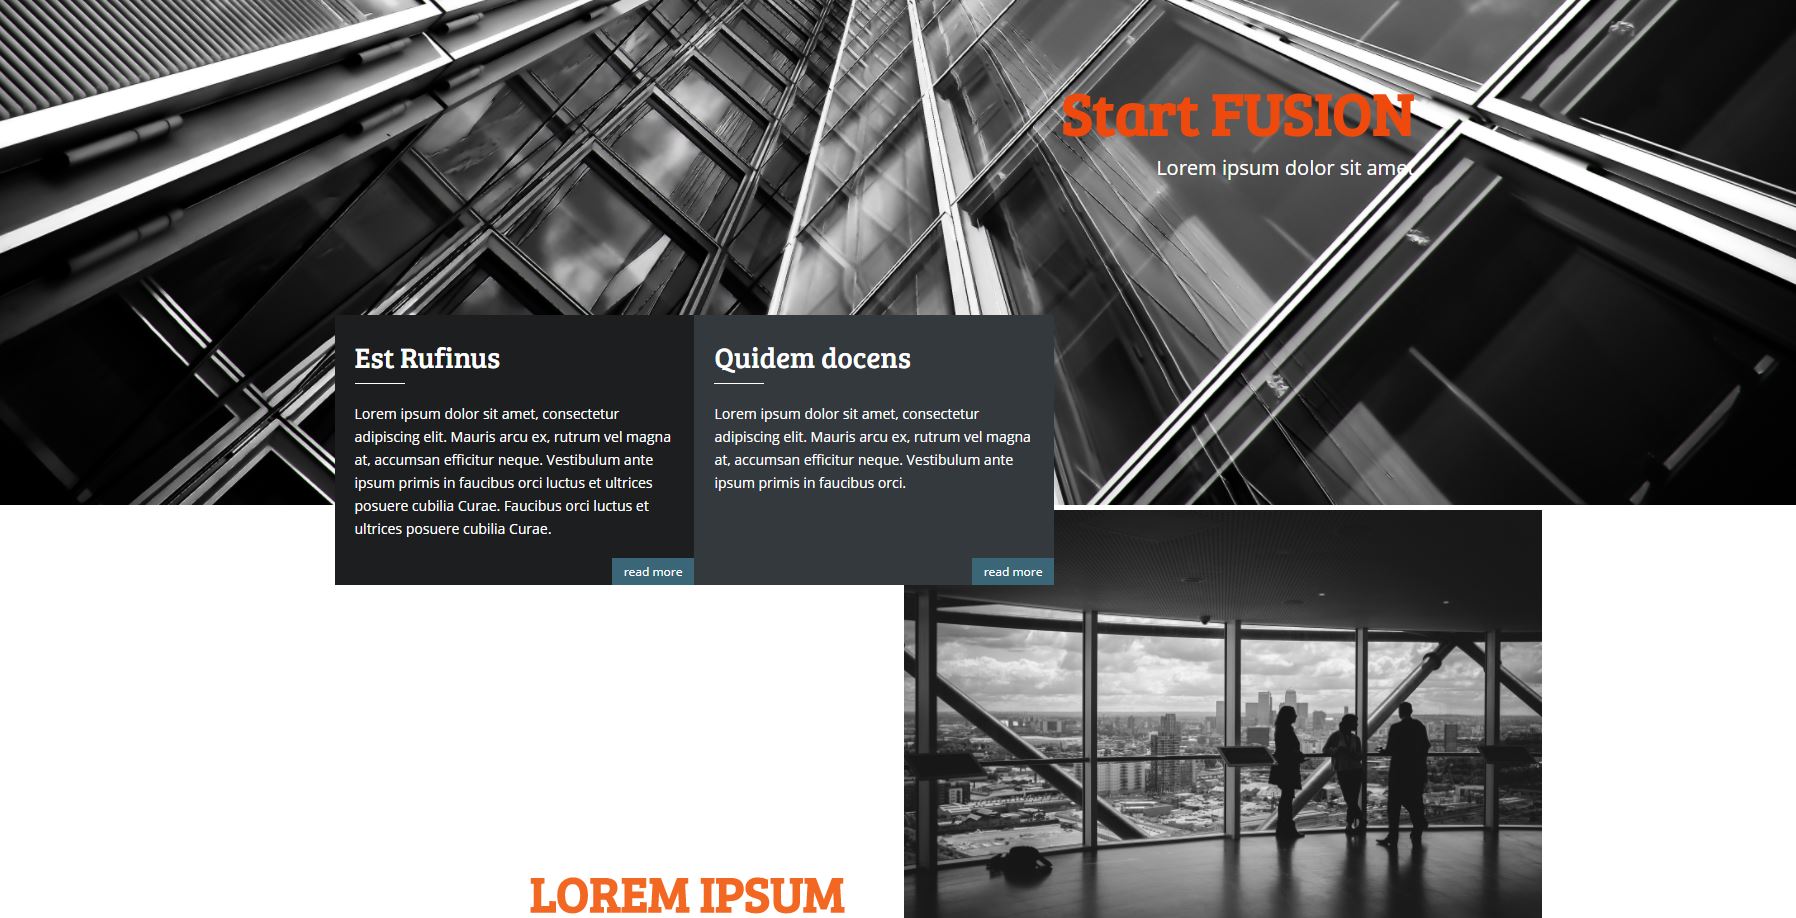 Start FUSION
Lorem ipsum dolor sit amet
Est Rufinus
Lorem ipsum dolor sit amet, consectetur
adipiscing elit. Mauris arcu ex, rutrum vel magna
at, accumsan efficitur neque. Vestibulum ante
ipsum primis in faucibus orci luctus et ultrices
posuere cubilia Curae. Faucibus orci luctus et
ultrices posuere cubilia Curae.
read more
Quidem docens
Lorem ipsum dolor sit amet, consectetur
adipiscing elit. Mauris arcu ex, rutrum vel magna
at, accumsan efficitur neque. Vestibulum ante
ipsum primis in faucibus orci.
read more
LOREM IPSUM